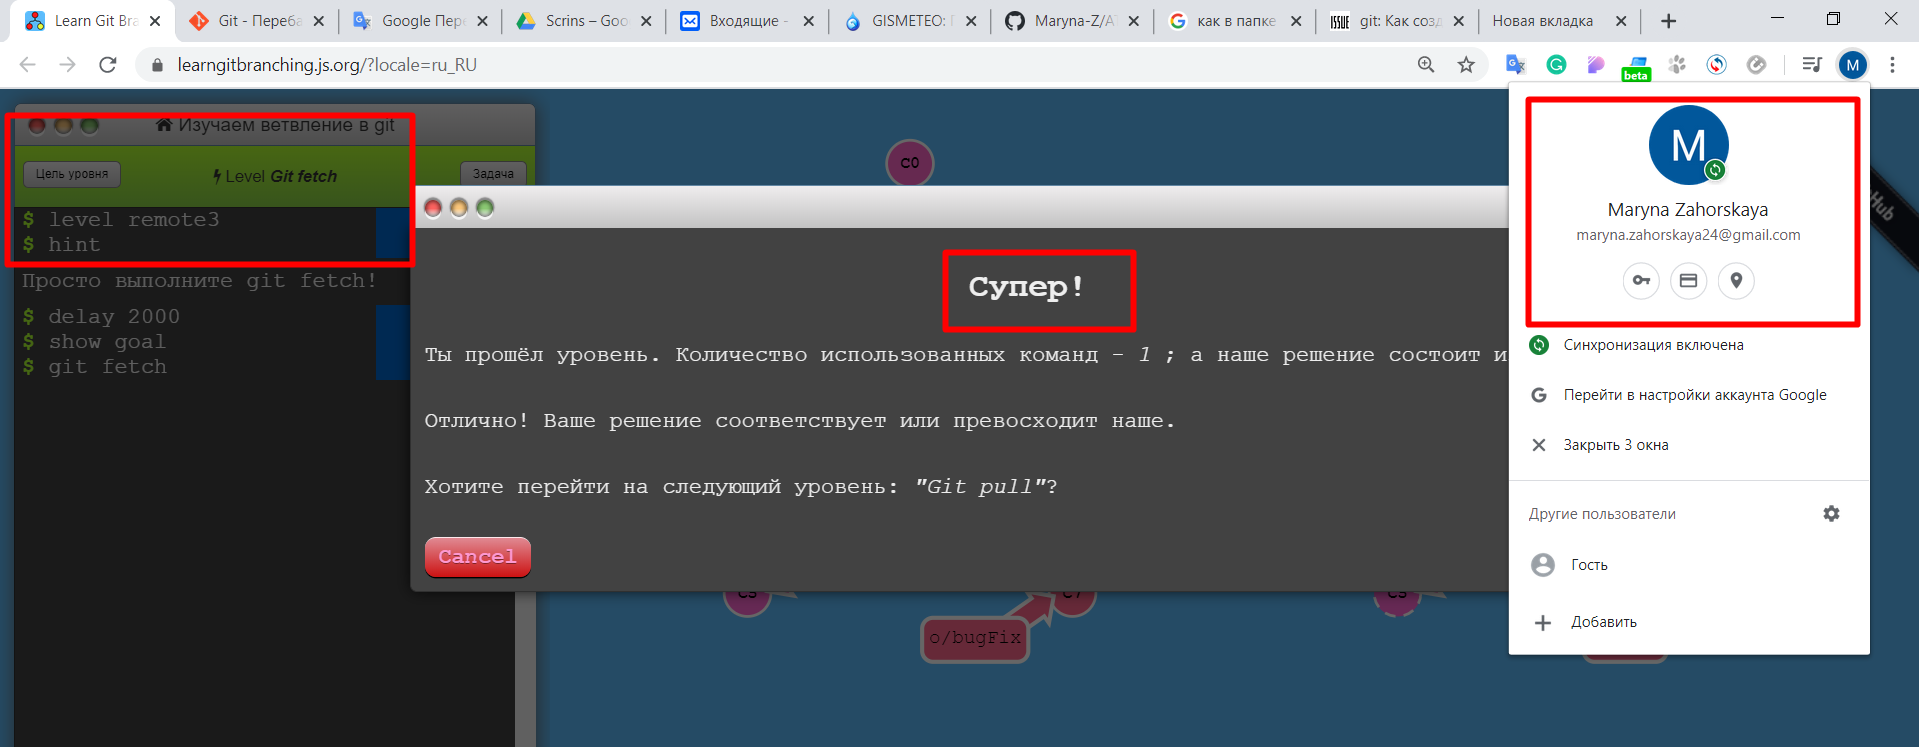 Learn Git Bra
Git - Переба
Google Пере
Scrins – Goo
Входящие -
GISMETEO: П
Maryna-Z/AT
как в папке
git: Как созд
Новая вкладка
learngitbranching.js.org/?locale=ru_RU
beta
M
Изучаем ветвление в git
Цель уровня
Level Git fetch
Задача
$ level remote3
$ hint
Просто выполните git fetch!
$ delay 2000
$ show goal
$ git fetch
C0
Супер!
Ты прошёл уровень. Количество использованных команд - 1 ; а наше решение состоит и
Отлично! Ваше решение соответствует или превосходит наше.
Хотите перейти на следующий уровень: "Git pull"?
Cancel
o/bugFix
M
Maryna Zahorskaya
maryna.zahorskaya24@gmail.com
Синхронизация включена
Перейти в настройки аккаунта Google
Закрыть 3 окна
Другие пользователи
Гость
Добавить